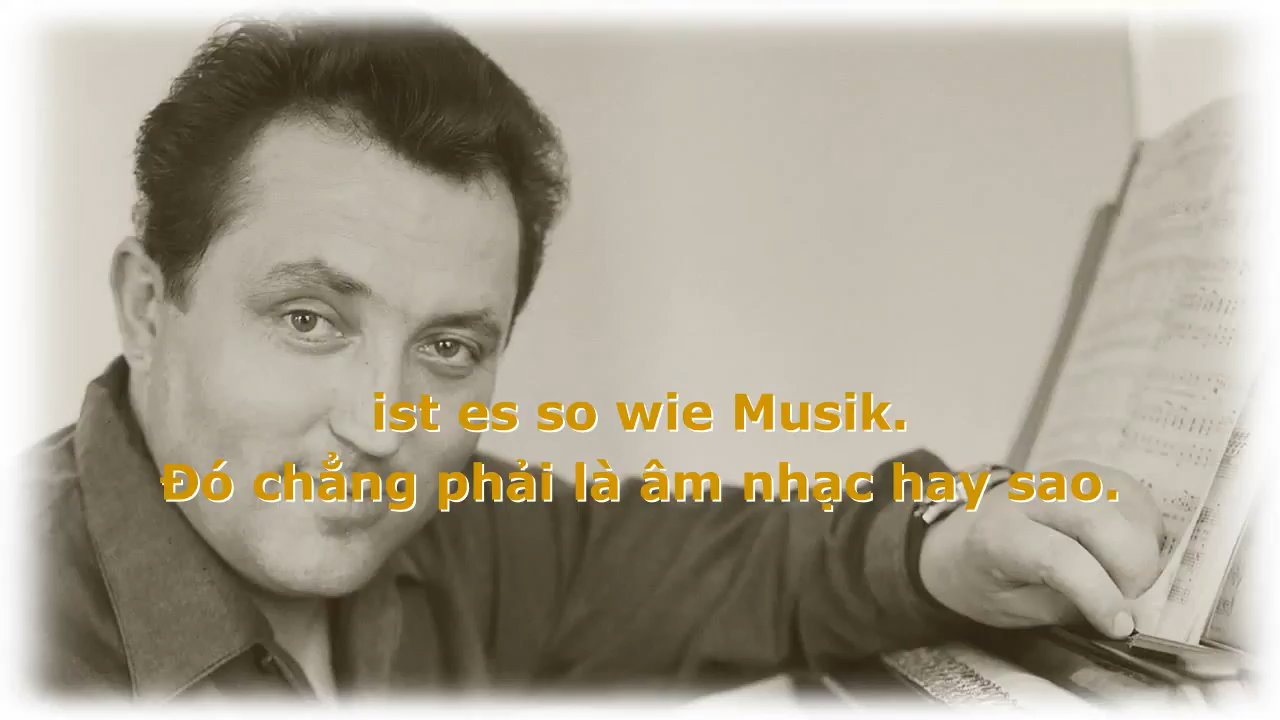 ist es so wie Musik.
Đó chẳng phải là âm nhạc hay sao.